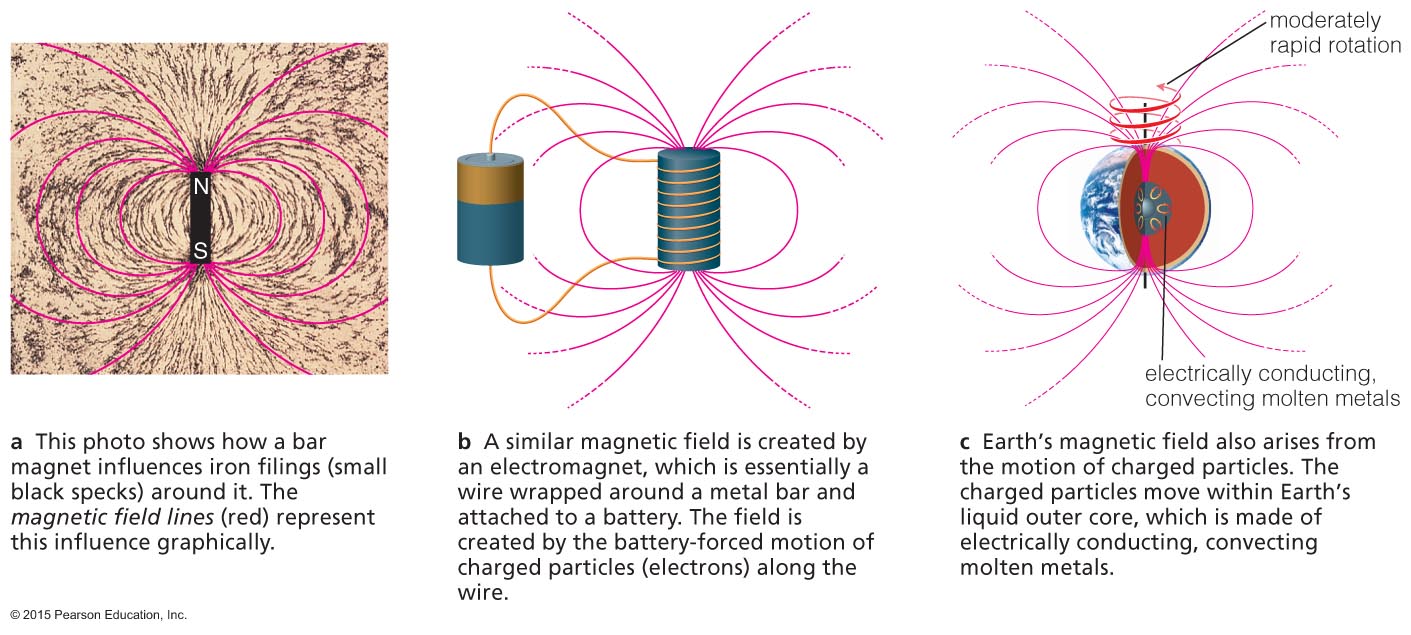 moderately
rapid rotation
N
S
electrically conducting,
convecting molten metals
a This photo shows how a bar
magnet influences iron filings (small
black specks) around it. The
magnetic field lines (red) represent
this influence graphically.
b A similar magnetic field is created by
an electromagnet, which is essentially a
wire wrapped around a metal bar and
attached to a battery. The field is
created by the battery-forced motion of
charged particles (electrons) along the
wire.
c Earth’s magnetic field also arises from
the motion of charged particles. The
charged particles move within Earth’s
liquid outer core, which is made of
electrically conducting, convecting
molten metals.
© 2015 Pearson Education, Inc.